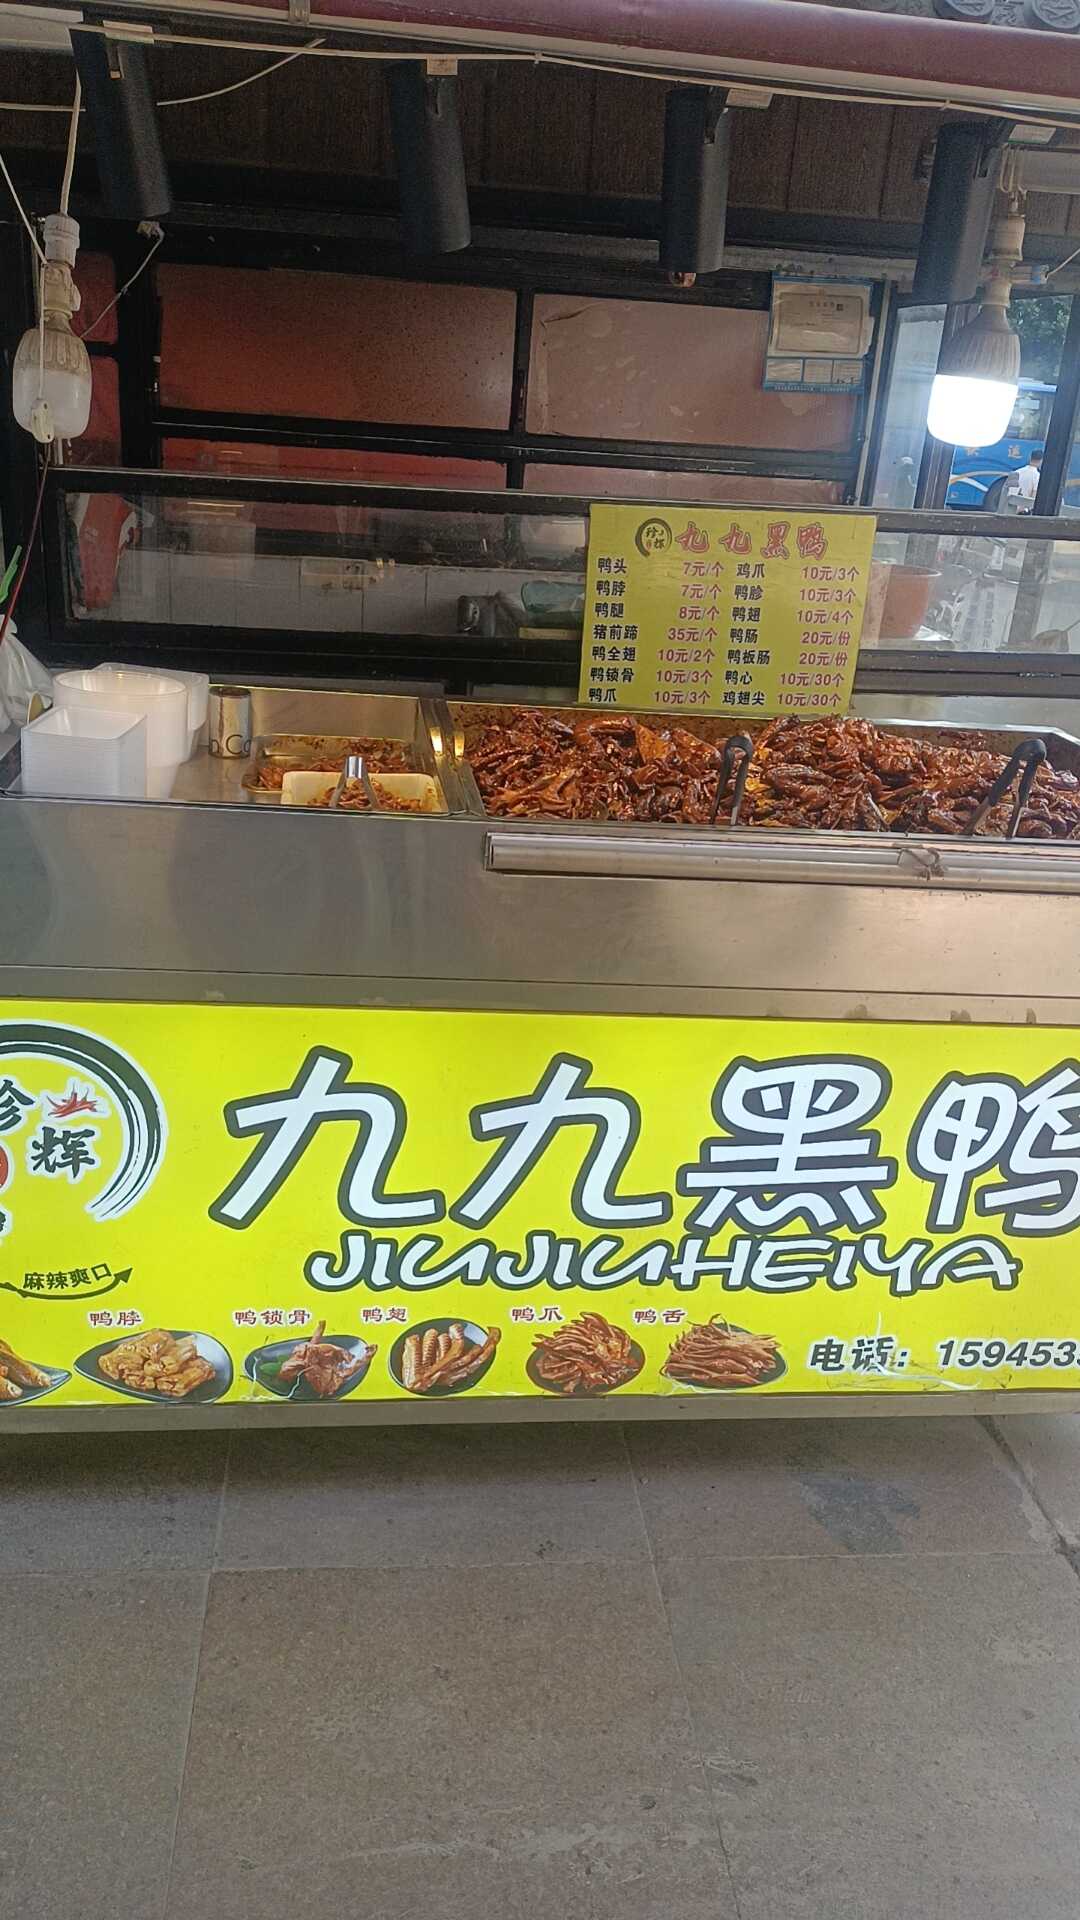 珍 辉 九九黑鸭
鸭头 7元/个 鸡爪 10元/3个
鸭脖 7元/个 鸭胗 10元/3个
鸭腿 8元/个 鸭翅 10元/4个
猪前蹄 35元/个 鸭肠 20元/份
鸭全翅 10元/2个 鸭板肠 20元/份
鸭锁骨 10元/3个 鸭心 10元/30个
鸭爪 10元/3个 鸡翅尖 10元/30个
珍
辉
九九黑鸭
JIUJIUHEIYA
麻辣爽口
鸭脖 鸭锁骨 鸭翅 鸭爪 鸭舌
电话：1594533